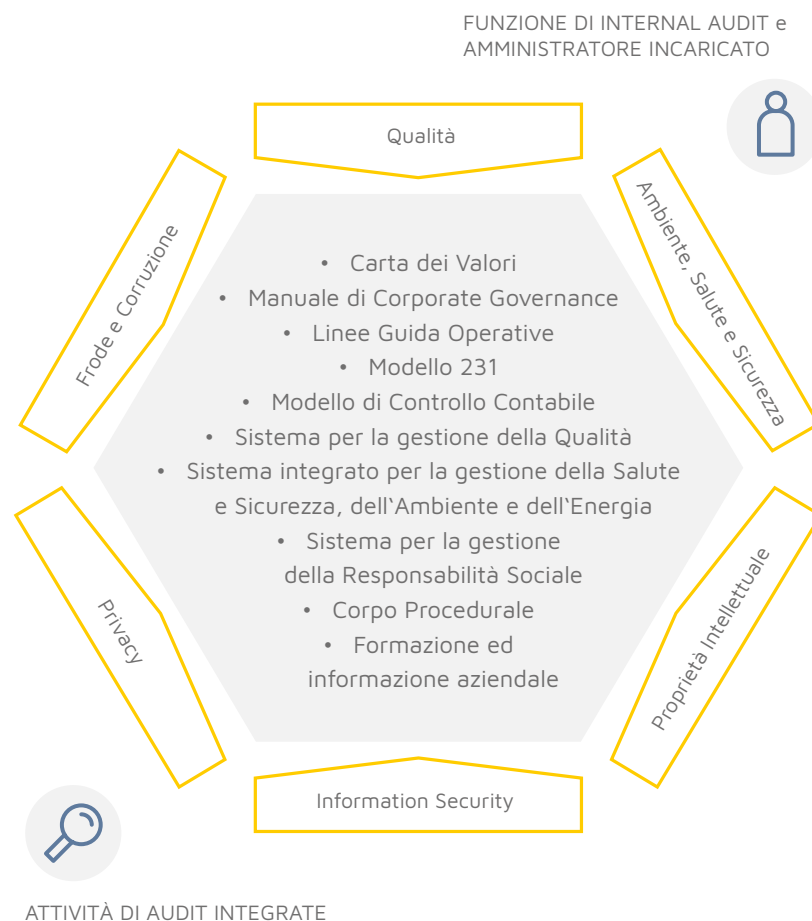 FUNZIONE DI INTERNAL AUDIT e
AMMINISTRATORE INCARICATO
Qualità
Frode e Corruzione
Ambiente, Salute e Sicurezza
• Carta dei Valori
• Manuale di Corporate Governance
• Linee Guida Operative
• Modello 231
• Modello di Controllo Contabile
• Sistema per la gestione della Qualità
• Sistema integrato per la gestione della Salute
e Sicurezza, dell‘Ambiente e dell‘Energia
• Sistema per la gestione
della Responsabilità Sociale
• Corpo Procedurale
• Formazione ed
informazione aziendale
Privacy
Proprietà Intellettuale
Information Security
ATTIVITÀ DI AUDIT INTEGRATE